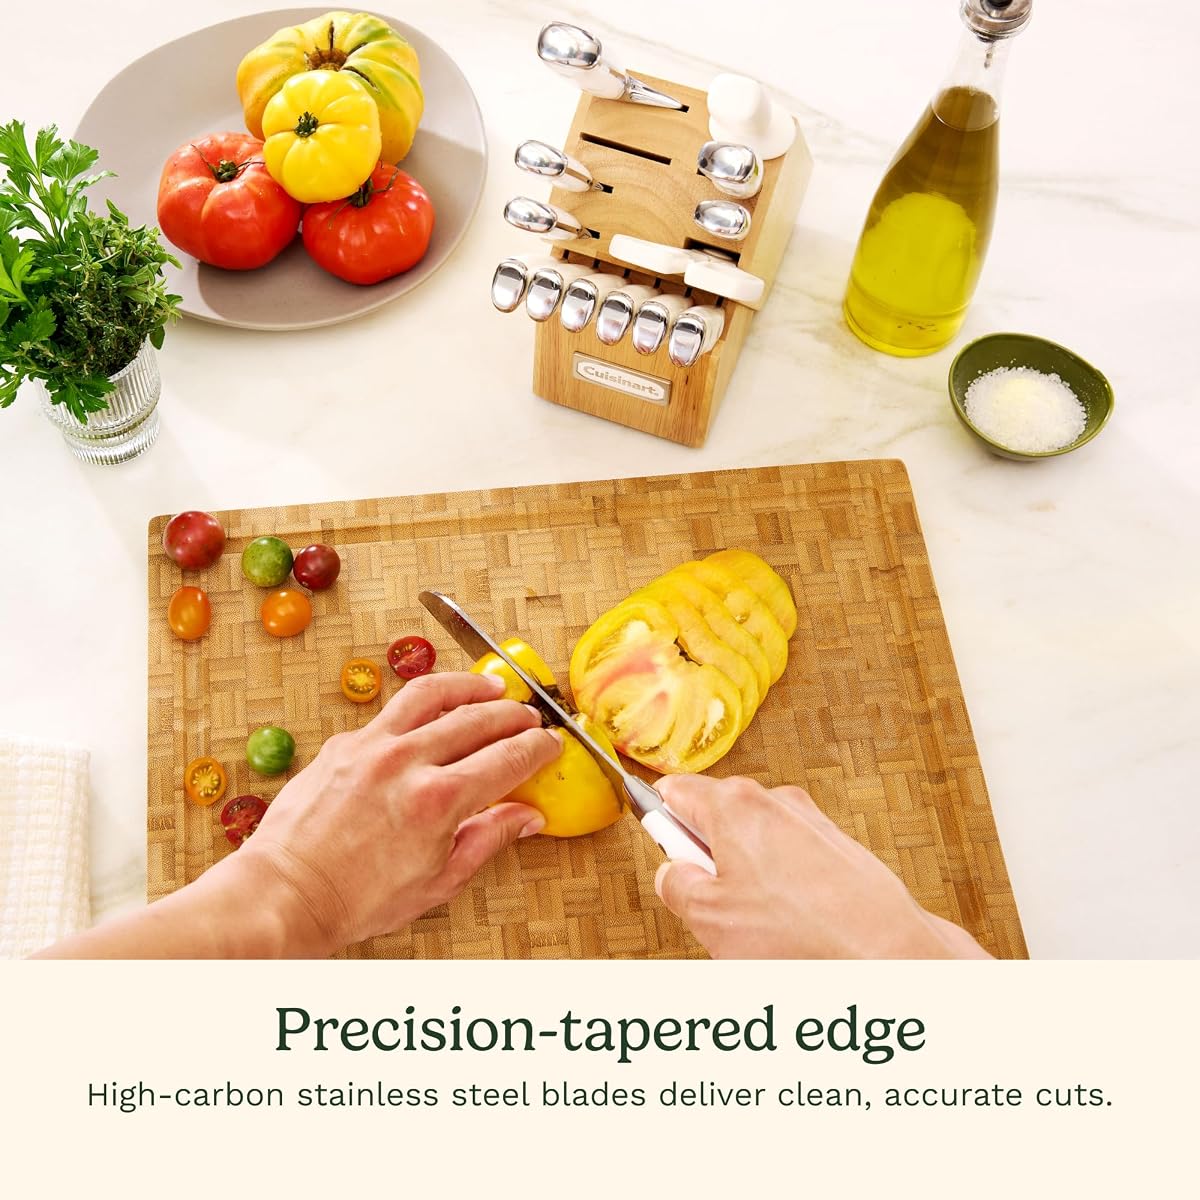 Cuisinart
Precision-tapered edge
High-carbon stainless steel blades deliver clean, accurate cuts.